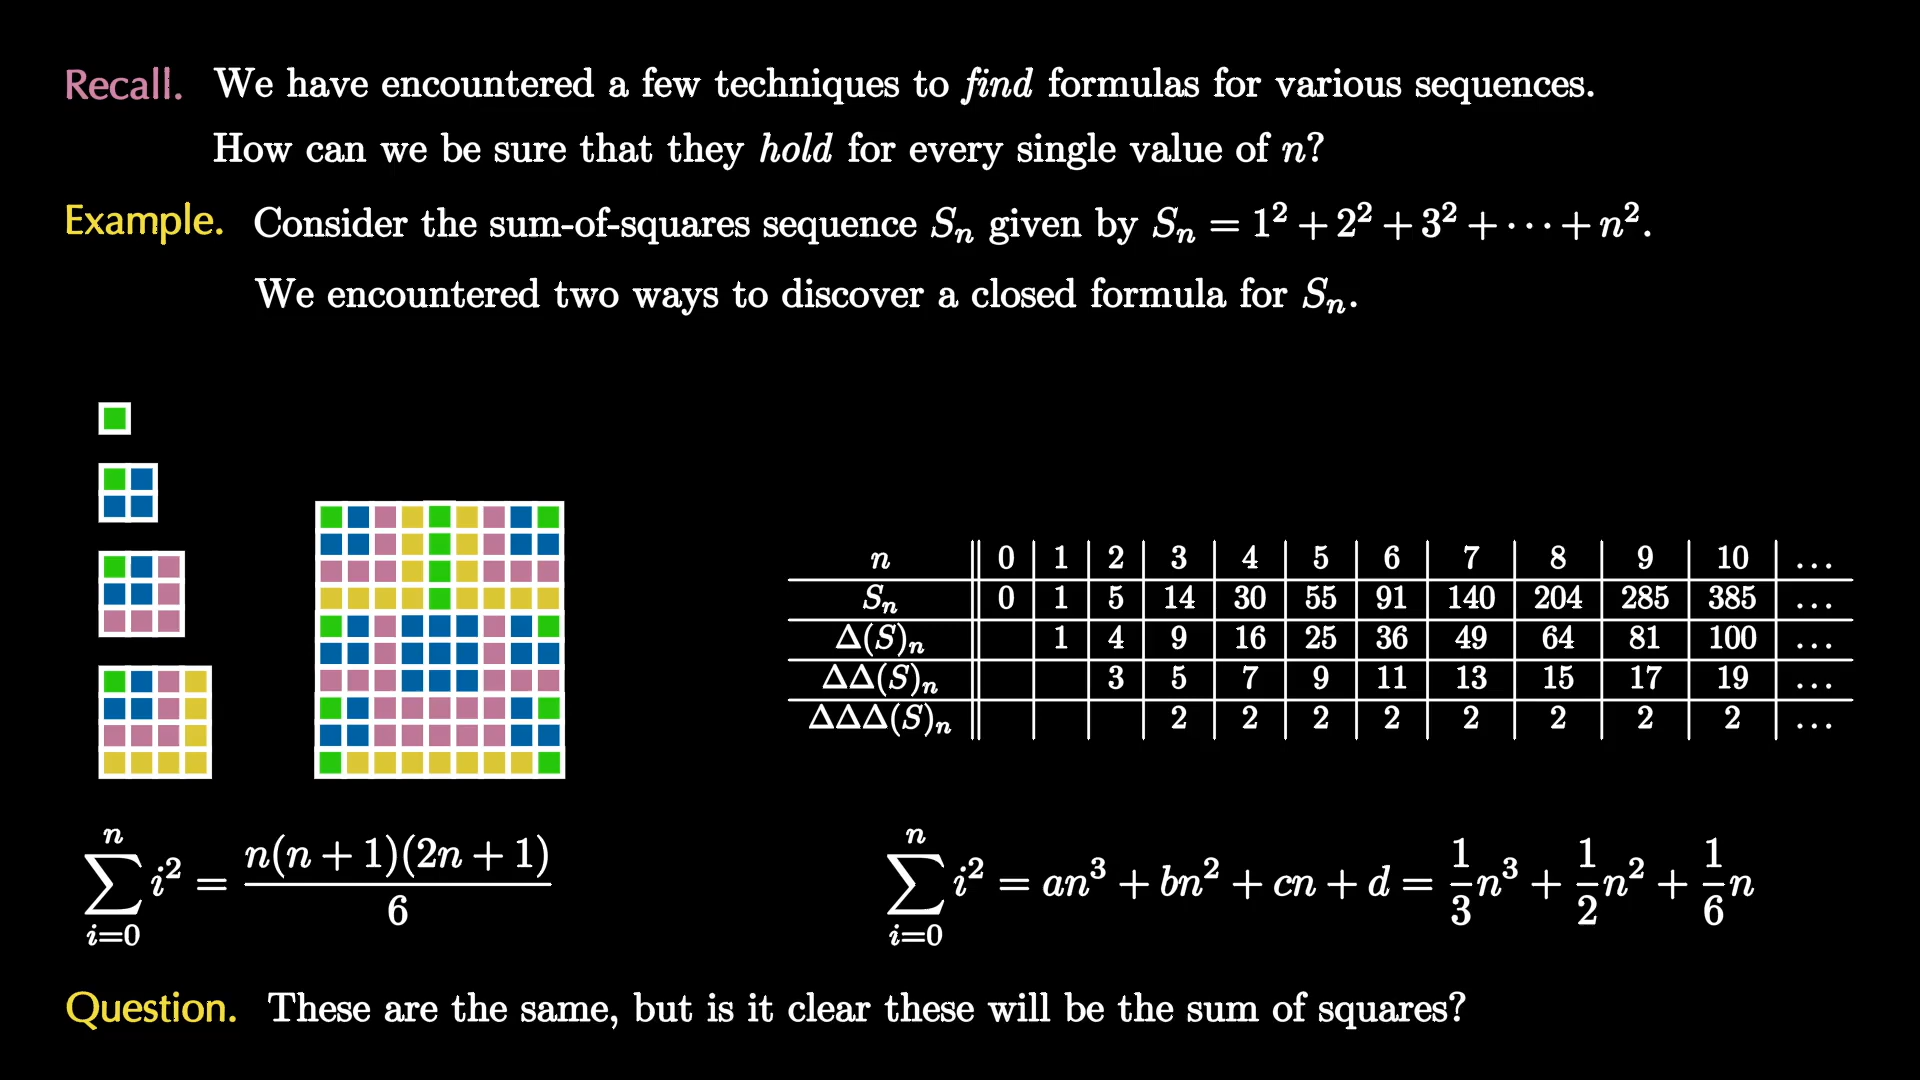 Recall. We have encountered a few techniques to find formulas for various sequences.
How can we be sure that they hold for every single value of n?
Example. Consider the sum-of-squares sequence Sₙ given by Sₙ = 1² + 2² + 3² + ··· + n².
We encountered two ways to discover a closed formula for Sₙ.
n 0 1 2 3 4 5 6 7 8 9 10 ...
Sₙ 0 1 5 14 30 55 91 140 204 285 385 ...
Δ(S)ₙ 1 4 9 16 25 36 49 64 81 100 ...
ΔΔ(S)ₙ 3 5 7 9 11 13 15 17 19 ...
ΔΔΔ(S)ₙ 2 2 2 2 2 2 2 2 ...
∑_{i=0}^{n} i² = n(n + 1)(2n + 1) / 6
∑_{i=0}^{n} i² = an³ + bn² + cn + d = 1/3 n³ + 1/2 n² + 1/6 n
Question. These are the same, but is it clear these will be the sum of squares?